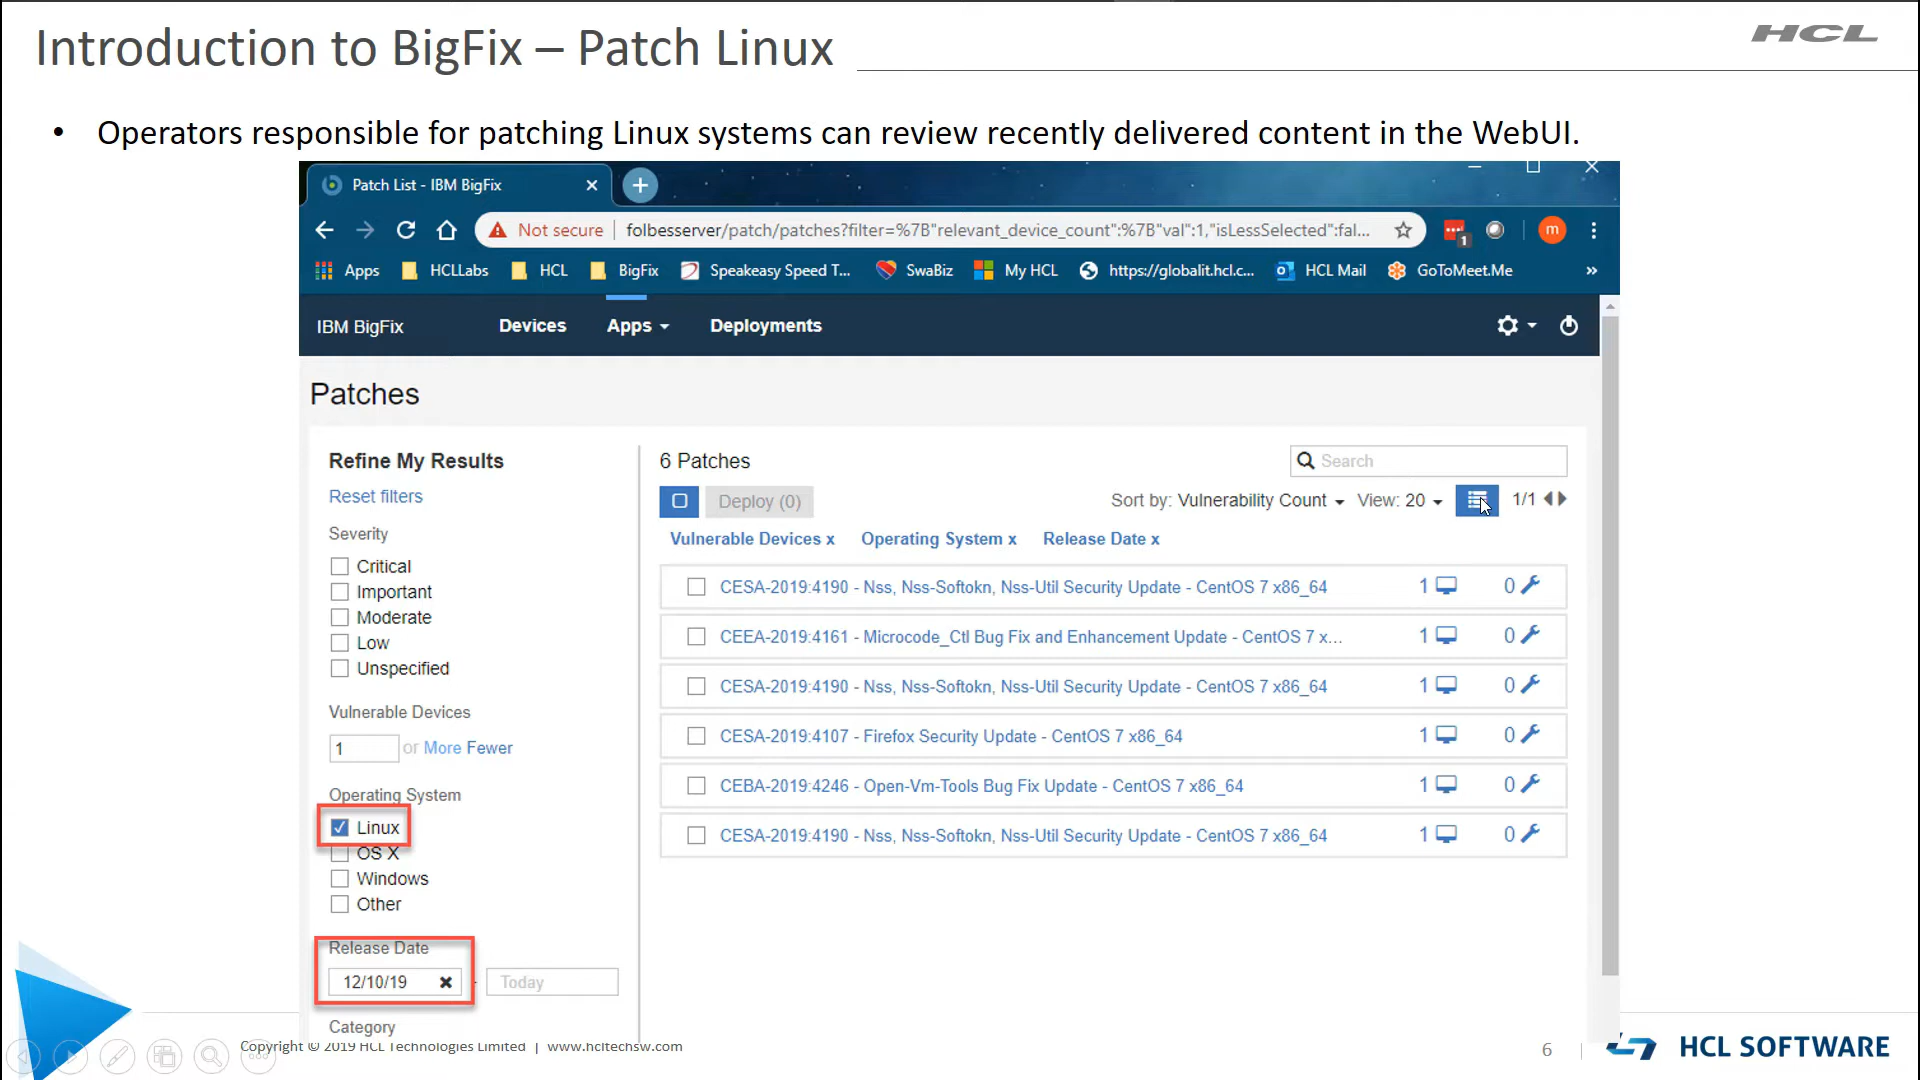 Introduction to BigFix – Patch Linux
HCL
• Operators responsible for patching Linux systems can review recently delivered content in the WebUI.
Patch List - IBM BigFix
Not secure | folbesserver/patch/patches?filter=%7B"relevant_device_count":%7B"val":1,"isLessSelected":fal...
1
m
Apps HCLLabs HCL BigFix Speakeasy Speed T... SwaBiz My HCL https://globalit.hcl.c... HCL Mail GoToMeet.Me »
IBM BigFix Devices Apps Deployments
Patches
Refine My Results
Reset filters
Severity
Critical
Important
Moderate
Low
Unspecified
Vulnerable Devices
1 or More Fewer
Operating System
Linux
OS X
Windows
Other
Release Date
12/10/19 - Today
Category
6 Patches
Search
Deploy (0)
Sort by: Vulnerability Count View: 20 1/1
Vulnerable Devices x Operating System x Release Date x
CESA-2019:4190 - Nss, Nss-Softokn, Nss-Util Security Update - CentOS 7 x86_64 1 0
CEEA-2019:4161 - Microcode_Ctl Bug Fix and Enhancement Update - CentOS 7 x... 1 0
CESA-2019:4190 - Nss, Nss-Softokn, Nss-Util Security Update - CentOS 7 x86_64 1 0
CESA-2019:4107 - Firefox Security Update - CentOS 7 x86_64 1 0
CEBA-2019:4246 - Open-Vm-Tools Bug Fix Update - CentOS 7 x86_64 1 0
CESA-2019:4190 - Nss, Nss-Softokn, Nss-Util Security Update - CentOS 7 x86_64 1 0
Copyright © 2019 HCL Technologies Limited | www.hcltechsw.com
6
HCL SOFTWARE